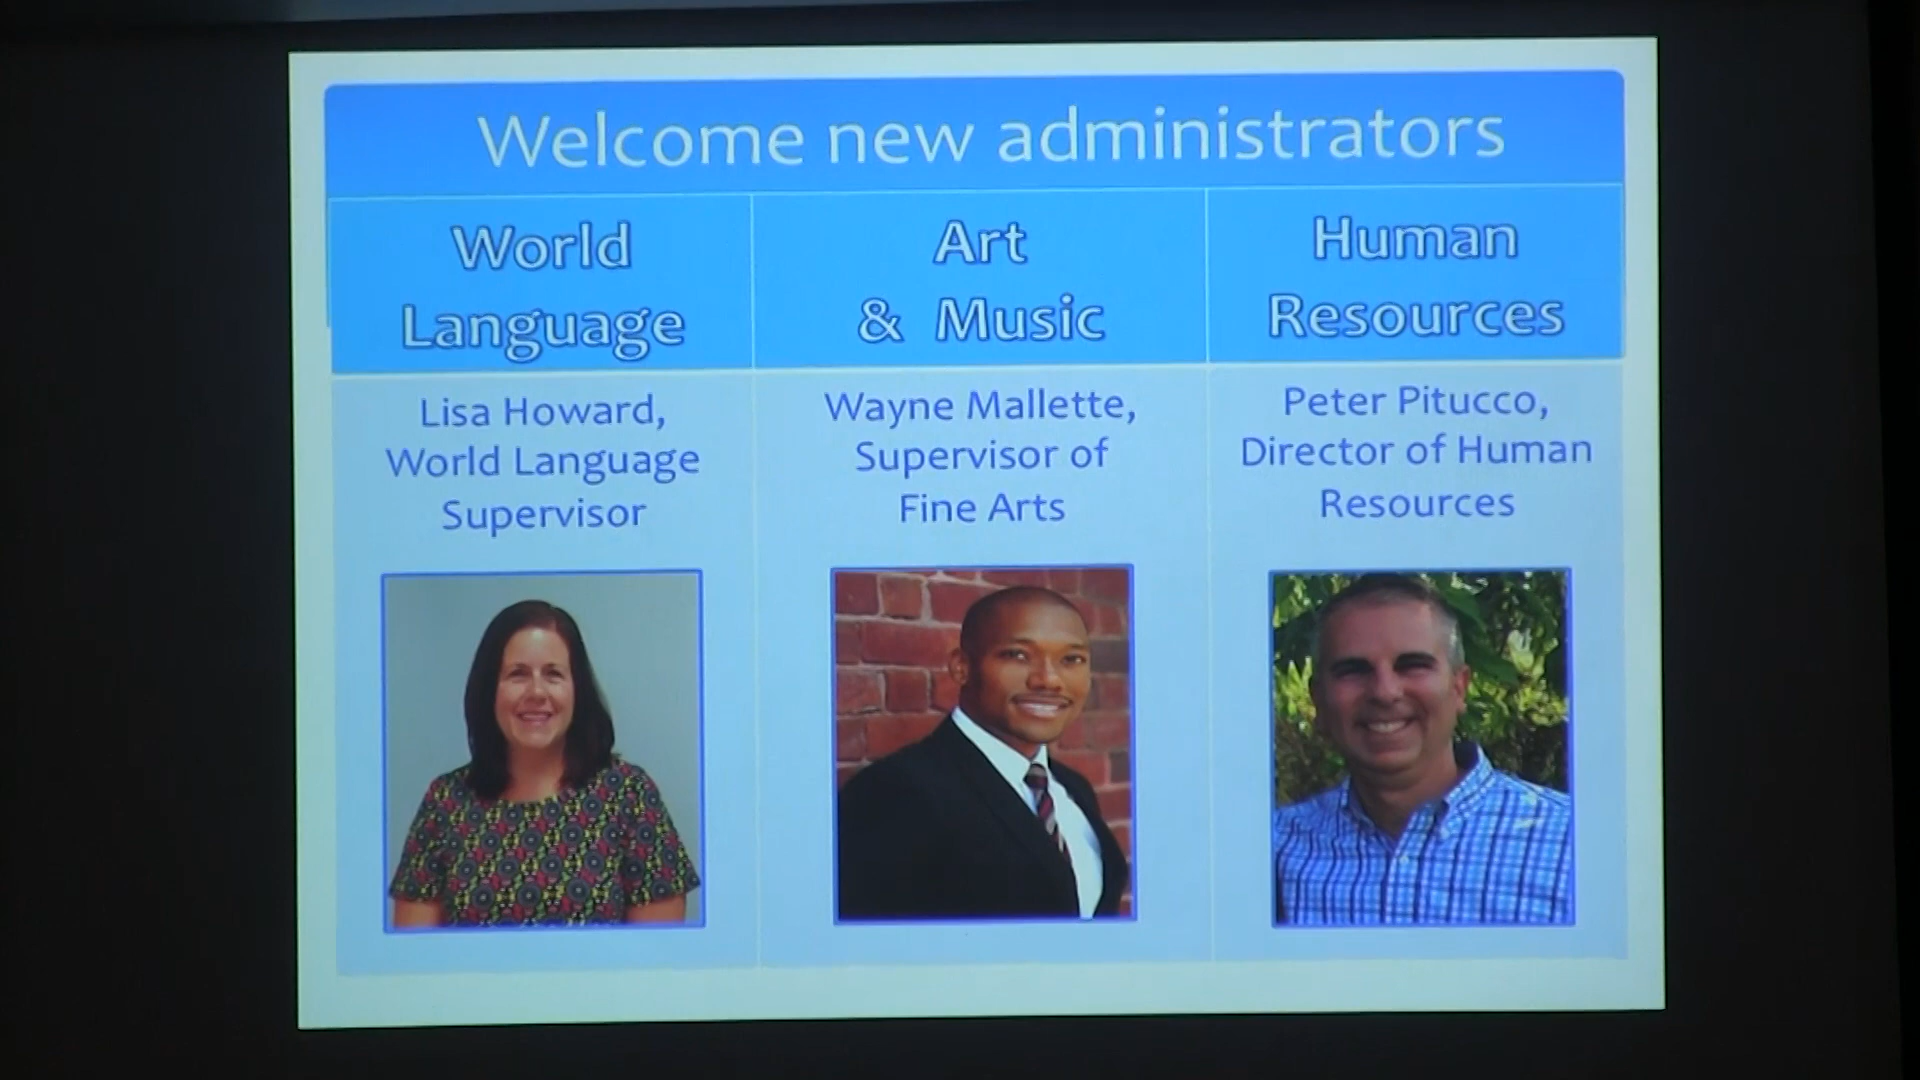 Welcome new administrators
World
Language
Art
& Music
Human
Resources
Lisa Howard,
World Language
Supervisor
Wayne Mallette,
Supervisor of
Fine Arts
Peter Pitucco,
Director of Human
Resources